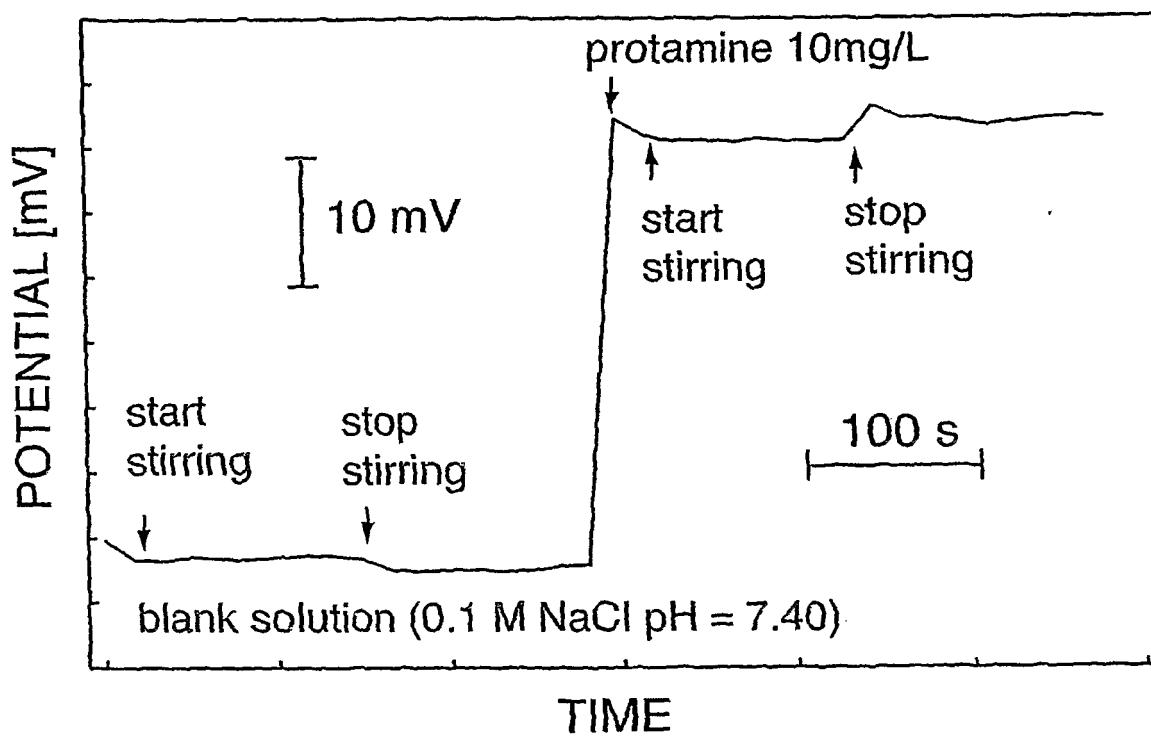 protamine 10mg/L
10 mV
start
stirring
stop
stirring
start
stirring
stop
stirring
100 s
blank solution (0.1 M NaCl pH = 7.40)
POTENTIAL [mV]
TIME